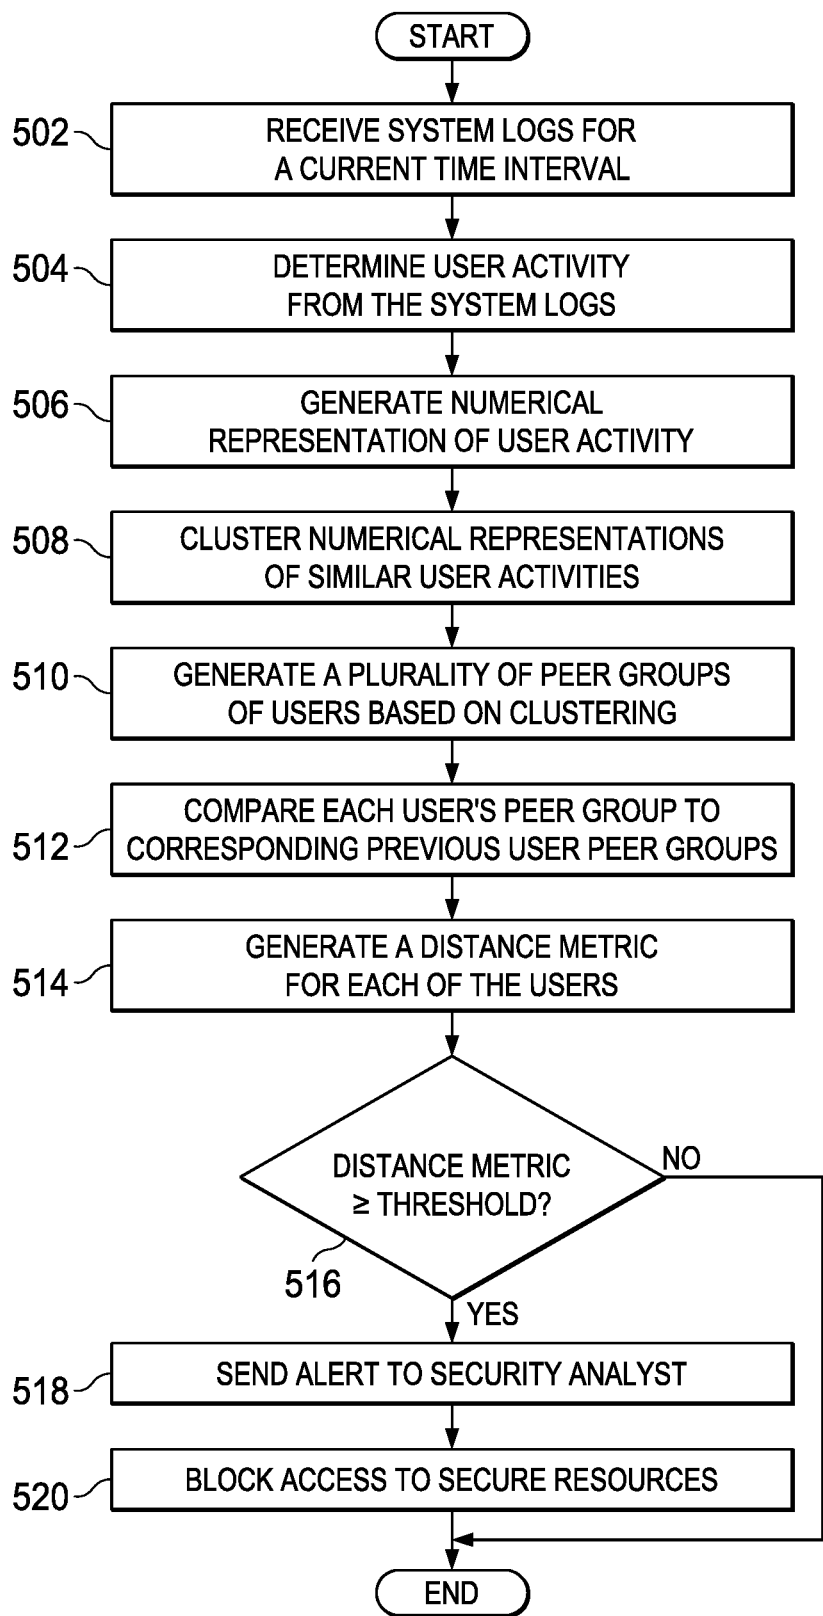 START
502
RECEIVE SYSTEM LOGS FOR
A CURRENT TIME INTERVAL
504
DETERMINE USER ACTIVITY
FROM THE SYSTEM LOGS
506
GENERATE NUMERICAL
REPRESENTATION OF USER ACTIVITY
508
CLUSTER NUMERICAL REPRESENTATIONS
OF SIMILAR USER ACTIVITIES
510
GENERATE A PLURALITY OF PEER GROUPS
OF USERS BASED ON CLUSTERING
512
COMPARE EACH USER'S PEER GROUP TO
CORRESPONDING PREVIOUS USER PEER GROUPS
514
GENERATE A DISTANCE METRIC
FOR EACH OF THE USERS
DISTANCE METRIC
≥ THRESHOLD?
NO
516
YES
518
SEND ALERT TO SECURITY ANALYST
520
BLOCK ACCESS TO SECURE RESOURCES
END